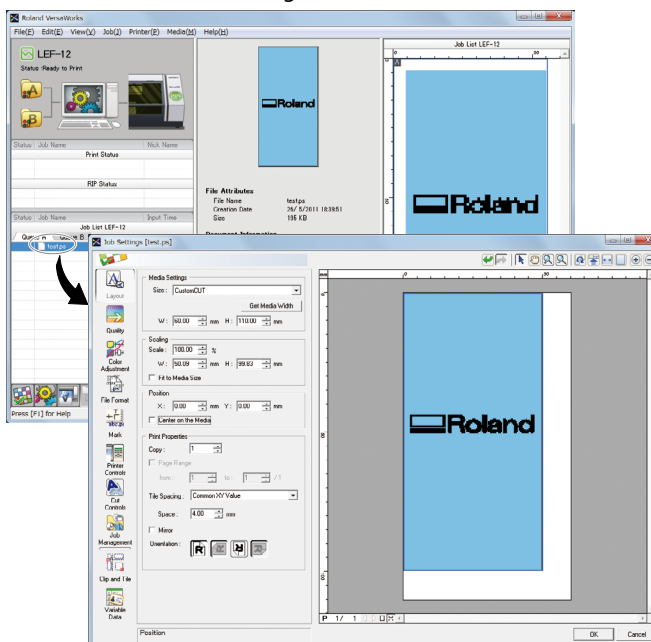 Roland VersaWorks
File(F) Edit(E) View(V) Job(J) Printer(P) Media(M) Help(H)
LEF-12
Status :Ready to Print
A
B
Status Job Name Nick Name
Print Status
RIP Status
Status Job Name Input Time
Job List LEF-12
B
test.ps
Press [F1] for Help
Roland
File Attributes
File Name test.ps
Creation Date 26/ 5/2011 18:39:51
Size 195 KB
Document Information
Job List LEF-12
A
Roland
Job Settings [test.ps]
Layout
Quality
Color
Adjustment
File Format
Mark
Printer
Controls
Cut
Controls
Job
Management
Clip and Tile
Variable
Data
Media Settings
Size : CustomCUT
Get Media Width
W : 60.00 mm H : 110.00 mm
Scaling
Scale : 100.00 %
W : 50.09 mm H : 99.83 mm
Fit to Media Size
Position
X : 0.00 mm Y : 0.00 mm
Center on the Media
Print Properties
Copy : 1
Page Range
from : 1 to : 1 / 1
Tile Spacing : Common XY Value
Space : 4.00 mm
Mirror
Orientation :
Position
mm
Roland
P 1/ 1
OK Cancel